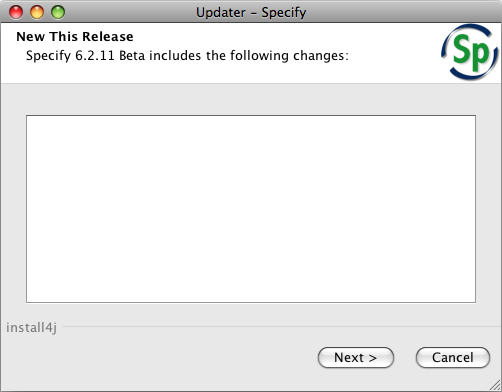 Updater - Specify
New This Release
Specify 6.2.11 Beta includes the following changes:
Sp
install4j
Next >
Cancel